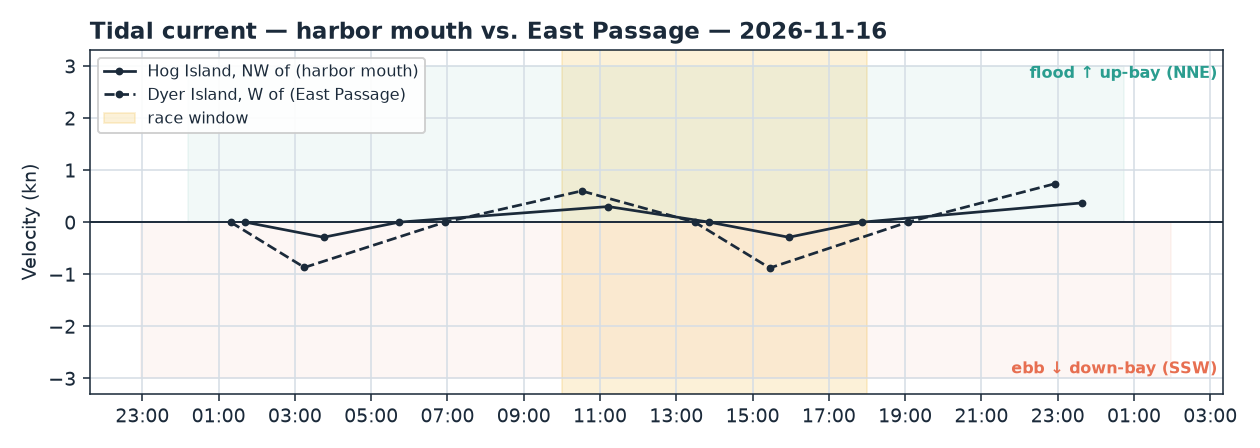 Tidal current — harbor mouth vs. East Passage — 2026-11-16
Hog Island, NW of (harbor mouth)
Dyer Island, W of (East Passage)
race window
flood ↑ up-bay (NNE)
ebb ↓ down-bay (SSW)
Velocity (kn)
3
2
1
0
−1
−2
−3
23:00 01:00 03:00 05:00 07:00 09:00 11:00 13:00 15:00 17:00 19:00 21:00 23:00 01:00 03:00